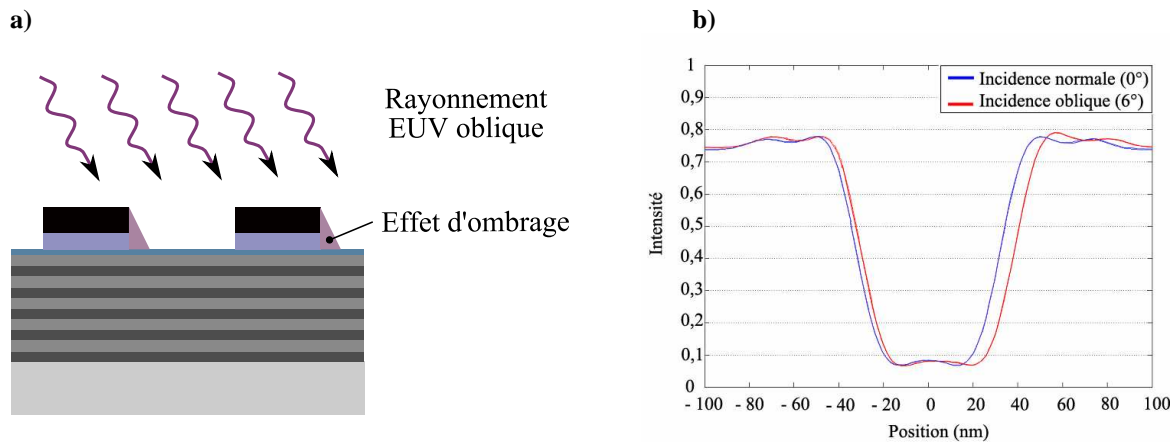 a)
Rayonnement
EUV oblique
Effet d'ombrage
b)
Incidence normale (0°)
Incidence oblique (6°)
1
0,9
0,8
0,7
0,6
0,5
0,4
0,3
0,2
0,1
0
Intensité
- 100 - 80 - 60 - 40 - 20 0 20 40 60 80 100
Position (nm)